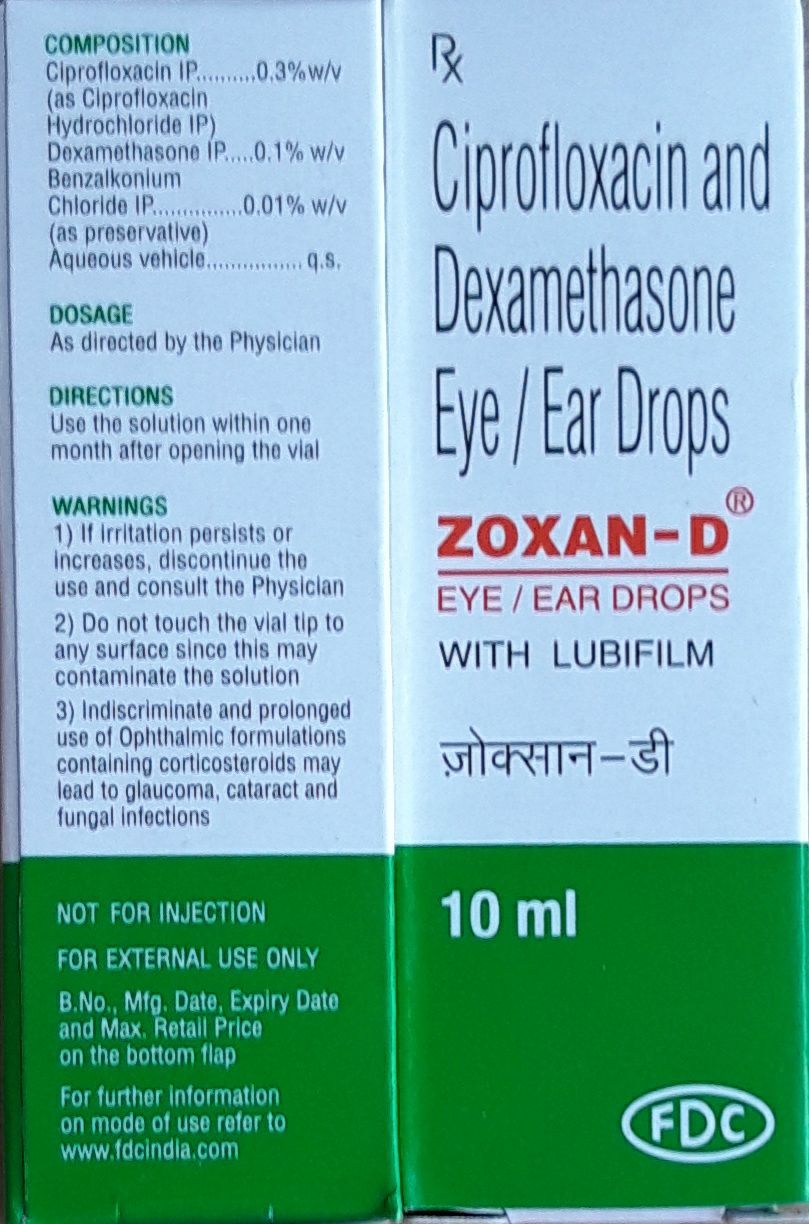 COMPOSITION
Ciprofloxacin IP..........0.3%w/v
(as Ciprofloxacin
Hydrochloride IP)
Dexamethasone IP.....0.1% w/v
Benzalkonium
Chloride IP...............0.01% w/v
(as preservative)
Aqueous vehicle................ q.s.
DOSAGE
As directed by the Physician
DIRECTIONS
Use the solution within one
month after opening the vial
WARNINGS
1) If irritation persists or
increases, discontinue the
use and consult the Physician
2) Do not touch the vial tip to
any surface since this may
contaminate the solution
3) Indiscriminate and prolonged
use of Ophthalmic formulations
containing corticosteroids may
lead to glaucoma, cataract and
fungal infections
NOT FOR INJECTION
FOR EXTERNAL USE ONLY
B.No., Mfg. Date, Expiry Date
and Max. Retail Price
on the bottom flap
For further information
on mode of use refer to
www.fdcindia.com
Rx
Ciprofloxacin and
Dexamethasone
Eye / Ear Drops
ZOXAN-D®
EYE / EAR DROPS
WITH LUBIFILM
ज़ोक्सान-डी
10 ml
FDC